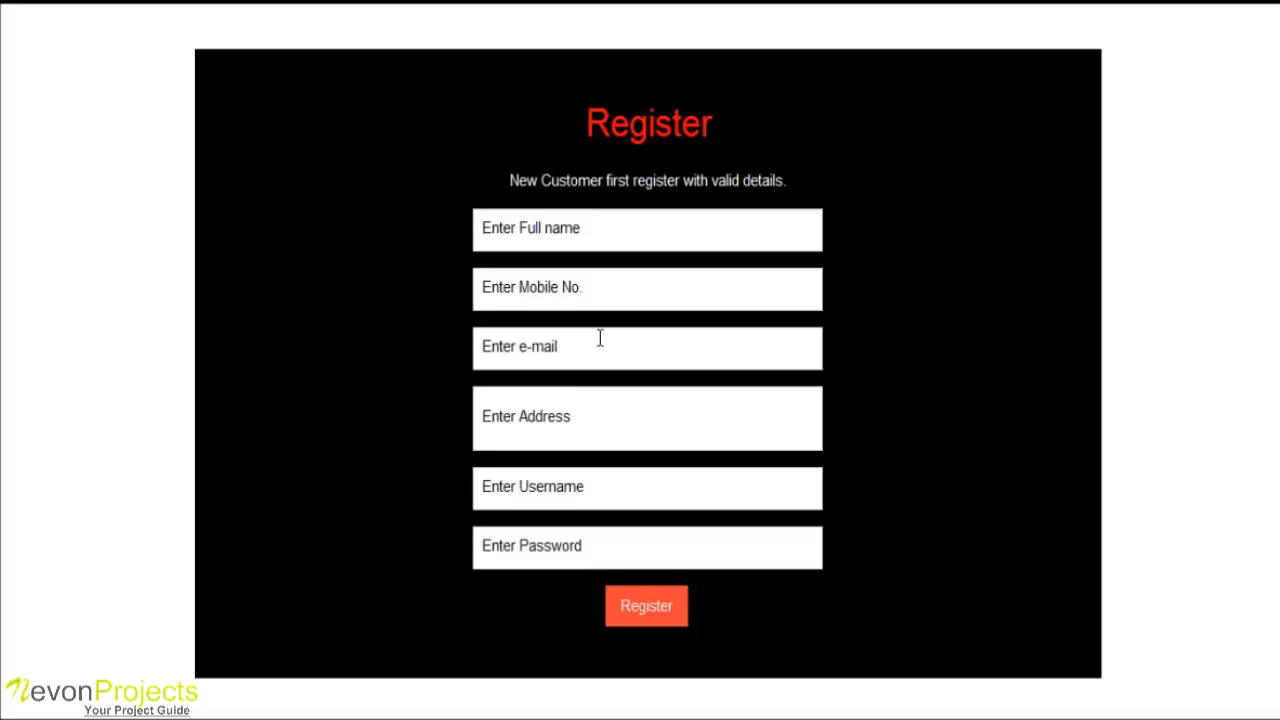 Register
New Customer first register with valid details.
Enter Full name
Enter Mobile No.
Enter e-mail
Enter Address
Enter Username
Enter Password
Register
NevonProjects
Your Project Guide